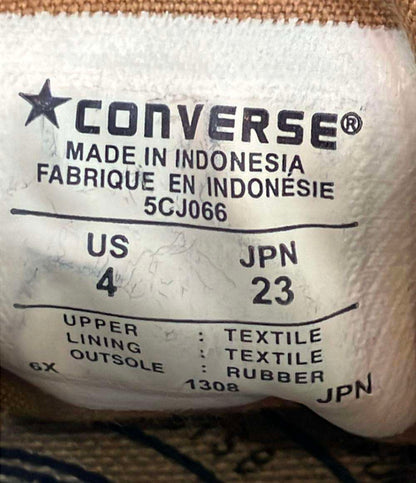 CONVERSE®
MADE IN INDONESIA
FABRIQUE EN INDONÉSIE
5CJ066
US JPN
4 23
UPPER : TEXTILE
LINING : TEXTILE
OUTSOLE : RUBBER
6X 1308 JPN